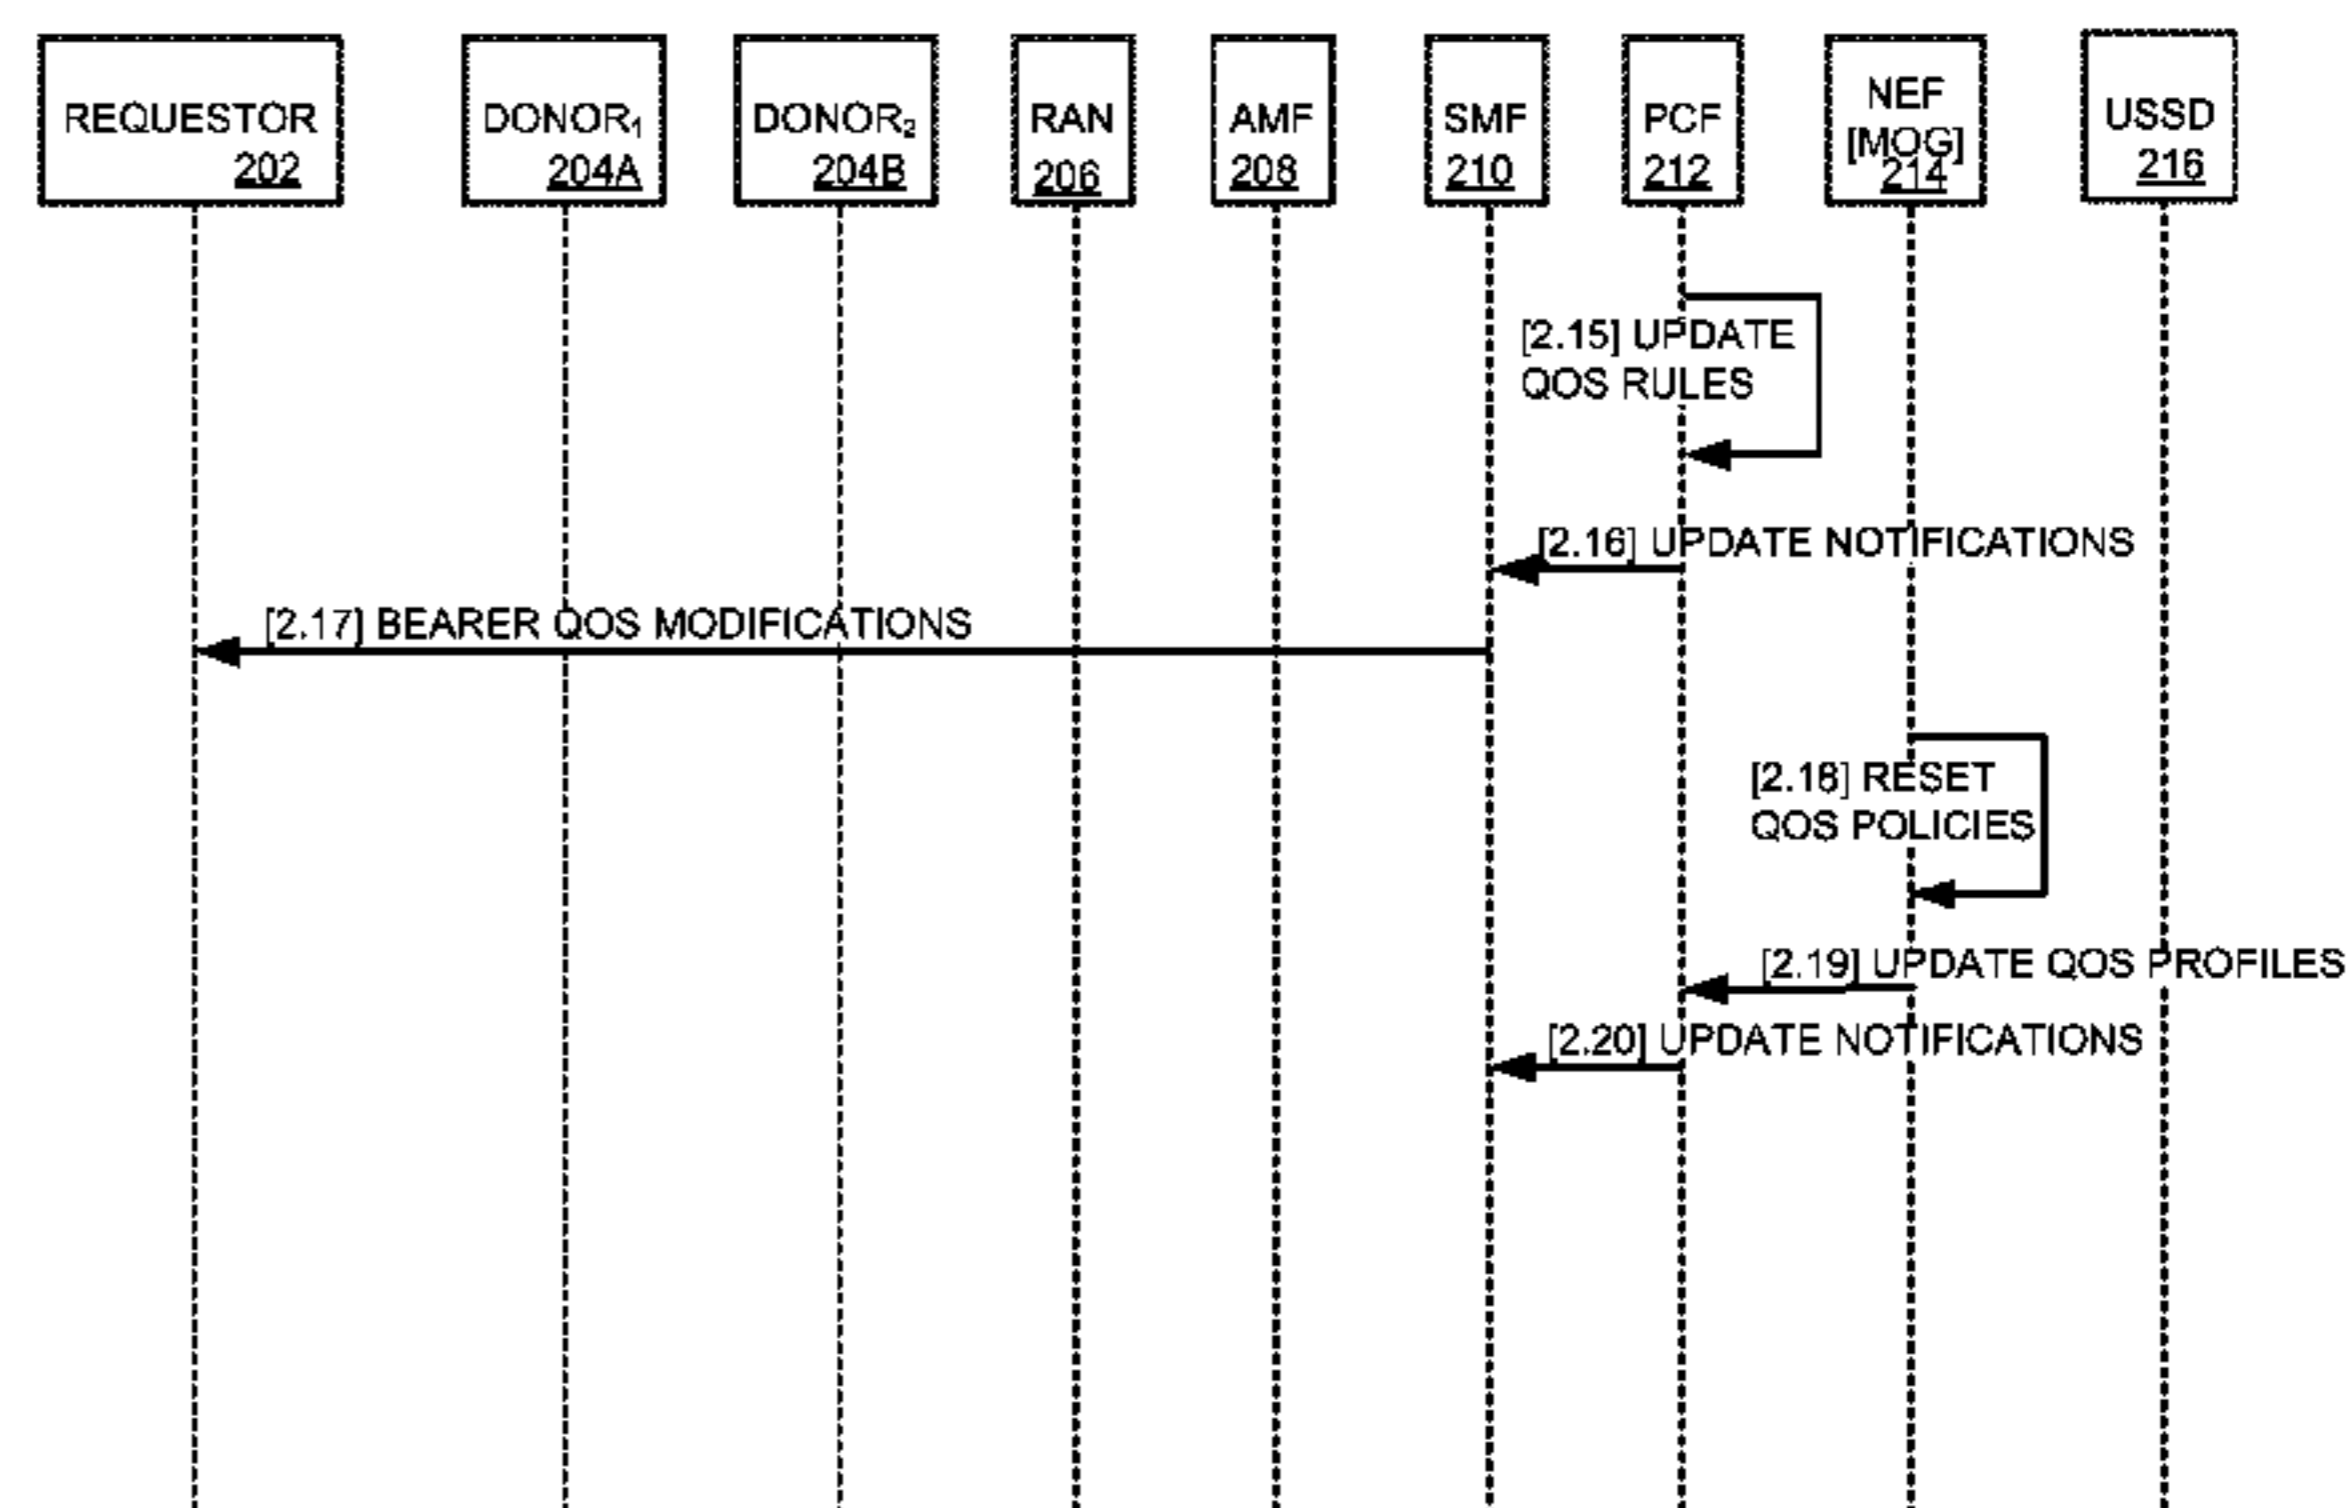 REQUESTOR
202
DONOR₁
204A
DONOR₂
204B
RAN
206
AMF
208
SMF
210
PCF
212
NEF
[MOG]
214
USSD
216
[2.15] UPDATE
QOS RULES
[2.16] UPDATE NOTIFICATIONS
[2.17] BEARER QOS MODIFICATIONS
[2.18] RESET
QOS POLICIES
[2.19] UPDATE QOS PROFILES
[2.20] UPDATE NOTIFICATIONS